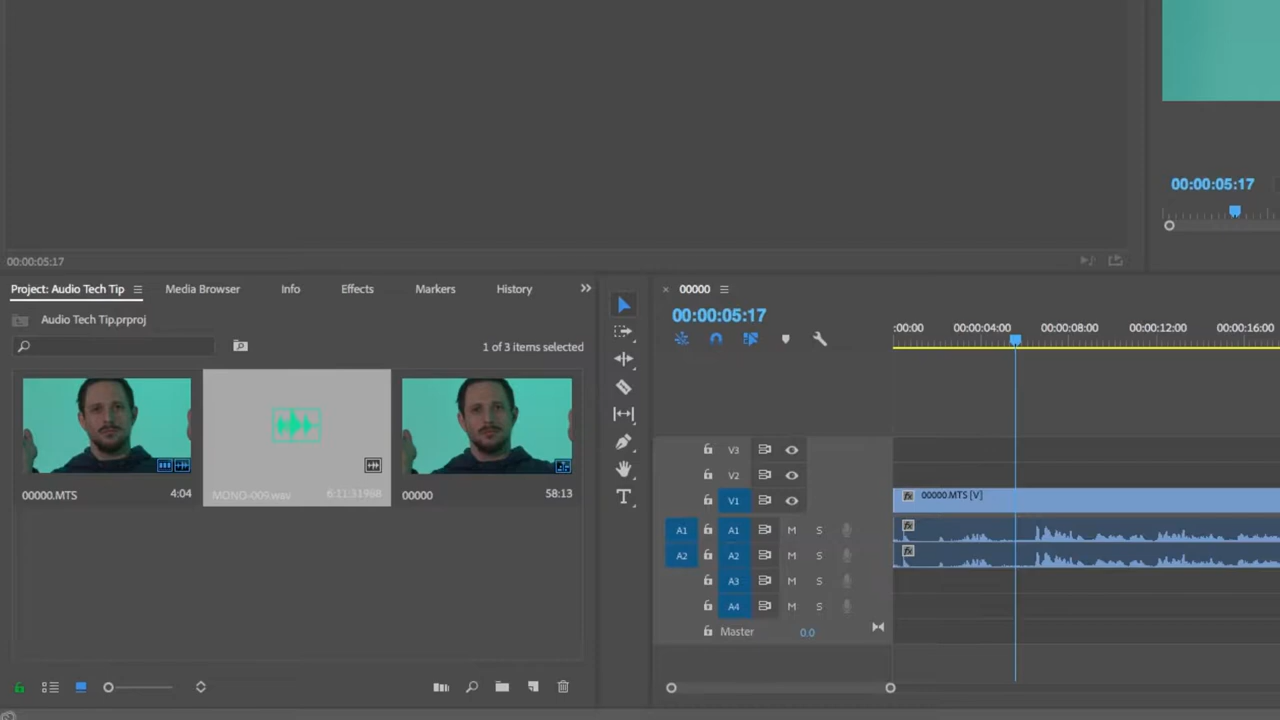 00:00:05:17
00:00:05:17
Project: Audio Tech Tip
Media Browser
Info
Effects
Markers
History
00000
Audio Tech Tip.prproj
00:00:05:17
:00:00
00:00:04:00
00:00:08:00
00:00:12:00
00:00:16:00
1 of 3 items selected
00000.MTS
4:04
MONO-009.wav
6:11:31968
00000
58:13
V3
V2
V1
00000.MTS [V]
fx
A1 A1 M S
fx
A2 A2 M S
fx
A3 M S
A4 M S
Master 0.0
T